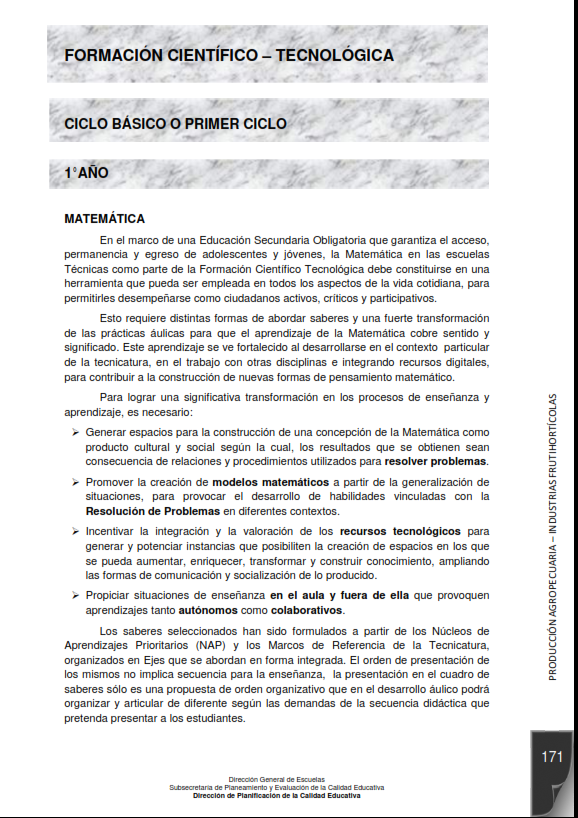 FORMACIÓN CIENTÍFICO – TECNOLÓGICA
CICLO BÁSICO O PRIMER CICLO
1°AÑO
MATEMÁTICA
En el marco de una Educación Secundaria Obligatoria que garantiza el acceso,
permanencia y egreso de adolescentes y jóvenes, la Matemática en las escuelas
Técnicas como parte de la Formación Científico Tecnológica debe constituirse en una
herramienta que pueda ser empleada en todos los aspectos de la vida cotidiana, para
permitirles desempeñarse como ciudadanos activos, críticos y participativos.
Esto requiere distintas formas de abordar saberes y una fuerte transformación
de las prácticas áulicas para que el aprendizaje de la Matemática cobre sentido y
significado. Este aprendizaje se ve fortalecido al desarrollarse en el contexto particular
de la tecnicatura, en el trabajo con otras disciplinas e integrando recursos digitales,
para contribuir a la construcción de nuevas formas de pensamiento matemático.
Para lograr una significativa transformación en los procesos de enseñanza y
aprendizaje, es necesario:
➢ Generar espacios para la construcción de una concepción de la Matemática como
producto cultural y social según la cual, los resultados que se obtienen sean
consecuencia de relaciones y procedimientos utilizados para resolver problemas.
➢ Promover la creación de modelos matemáticos a partir de la generalización de
situaciones, para provocar el desarrollo de habilidades vinculadas con la
Resolución de Problemas en diferentes contextos.
➢ Incentivar la integración y la valoración de los recursos tecnológicos para
generar y potenciar instancias que posibiliten la creación de espacios en los que
se pueda aumentar, enriquecer, transformar y construir conocimiento, ampliando
las formas de comunicación y socialización de lo producido.
➢ Propiciar situaciones de enseñanza en el aula y fuera de ella que provoquen
aprendizajes tanto autónomos como colaborativos.
Los saberes seleccionados han sido formulados a partir de los Núcleos de
Aprendizajes Prioritarios (NAP) y los Marcos de Referencia de la Tecnicatura,
organizados en Ejes que se abordan en forma integrada. El orden de presentación de
los mismos no implica secuencia para la enseñanza, la presentación en el cuadro de
saberes sólo es una propuesta de orden organizativo que en el desarrollo áulico podrá
organizar y articular de diferente según las demandas de la secuencia didáctica que
pretenda presentar a los estudiantes.
PRODUCCIÓN AGROPECUARIA – INDUSTRIAS FRUTIHORTÍCOLAS
171
Dirección General de Escuelas
Subsecretaría de Planeamiento y Evaluación de la Calidad Educativa
Dirección de Planificación de la Calidad Educativa